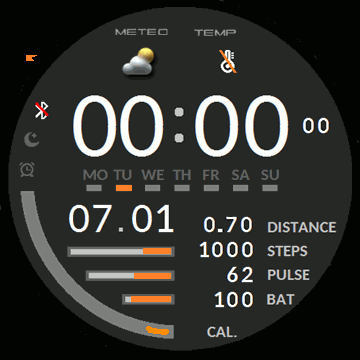 METEO TEMP
00:00 00
MO TU WE TH FR SA SU
07.01
0.70 DISTANCE
1000 STEPS
62 PULSE
100 BAT
CAL.